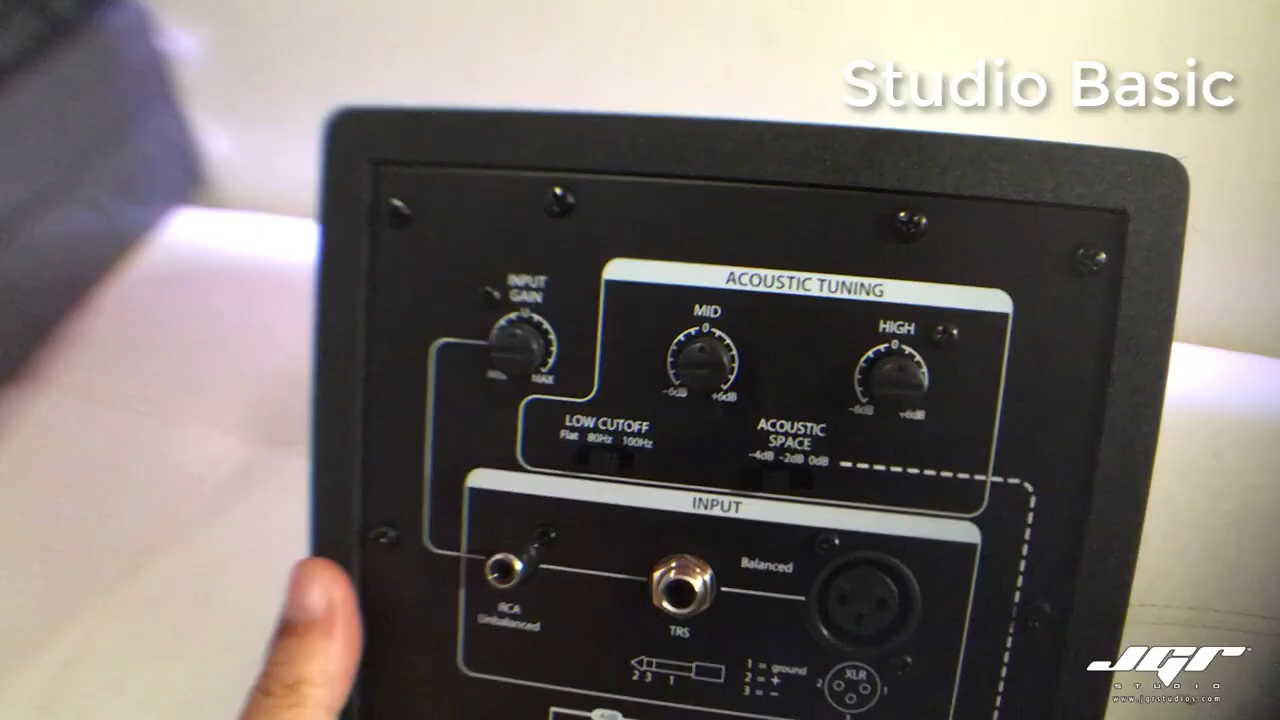 Studio Basic
INPUT
GAIN
MAX
ACOUSTIC TUNING
MID
0
-6dB +6dB
HIGH
0
-6dB +6dB
LOW CUTOFF
Flat 80Hz 100Hz
ACOUSTIC
SPACE
-4dB -2dB 0dB
INPUT
RCA
Unbalanced
TRS
Balanced
2 3 1
1 = ground
2 = +
3 = -
XLR
2 1
JGR
STUDIO
www.jgrstudios.com